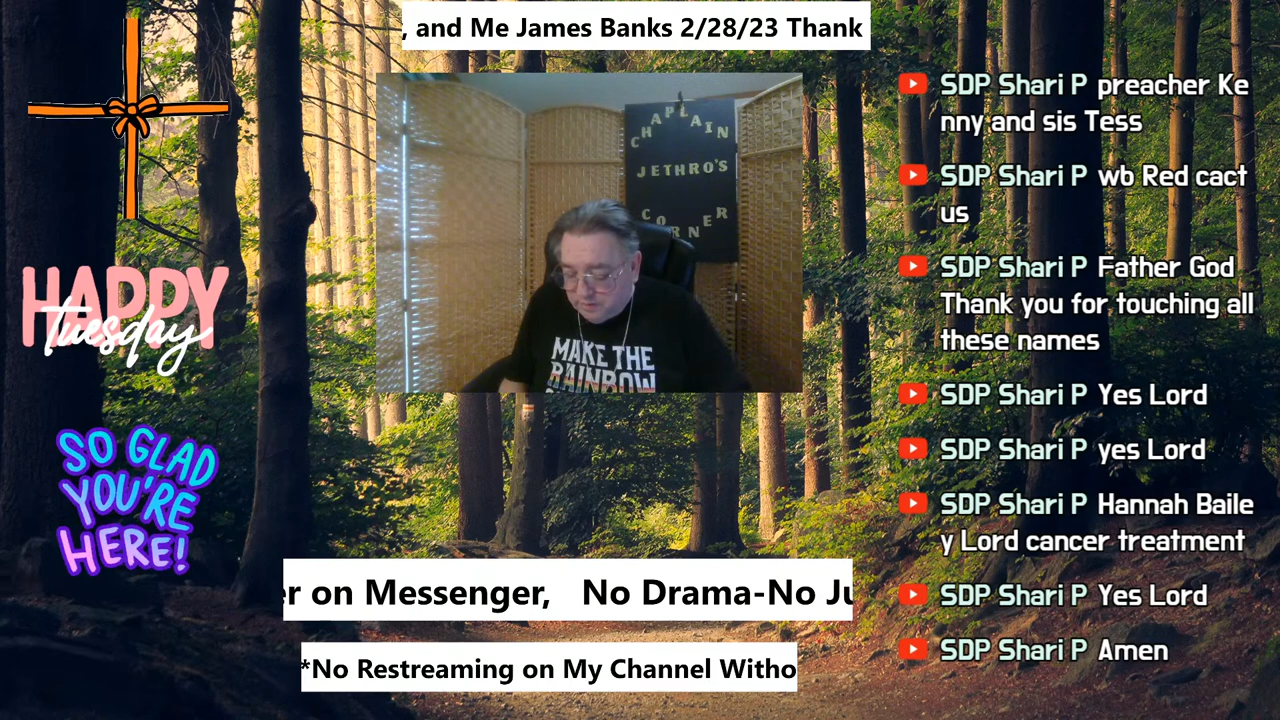 , and Me James Banks 2/28/23 Thank
CHAPLAIN
JETHRO'S
CORNER
MAKE THE
RAINBOW
HAPPY
Tuesday
SO GLAD
YOU'RE
HERE!
er on Messenger, No Drama-No Ju
*No Restreaming on My Channel Witho
SDP Shari P preacher Ke
nny and sis Tess
SDP Shari P wb Red cact
us
SDP Shari P Father God
Thank you for touching all
these names
SDP Shari P Yes Lord
SDP Shari P yes Lord
SDP Shari P Hannah Baile
y Lord cancer treatment
SDP Shari P Yes Lord
SDP Shari P Amen